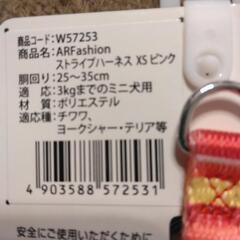 商品コード: W57253
商品名: ARFashion
ストライプハーネス XS ピンク
胴回り: 25～35cm
適　応: 3kgまでのミニ犬用
材　質: ポリエステル
適応種: チワワ、
ヨークシャー・テリア等
4903588572531
安全にご使用いただくため